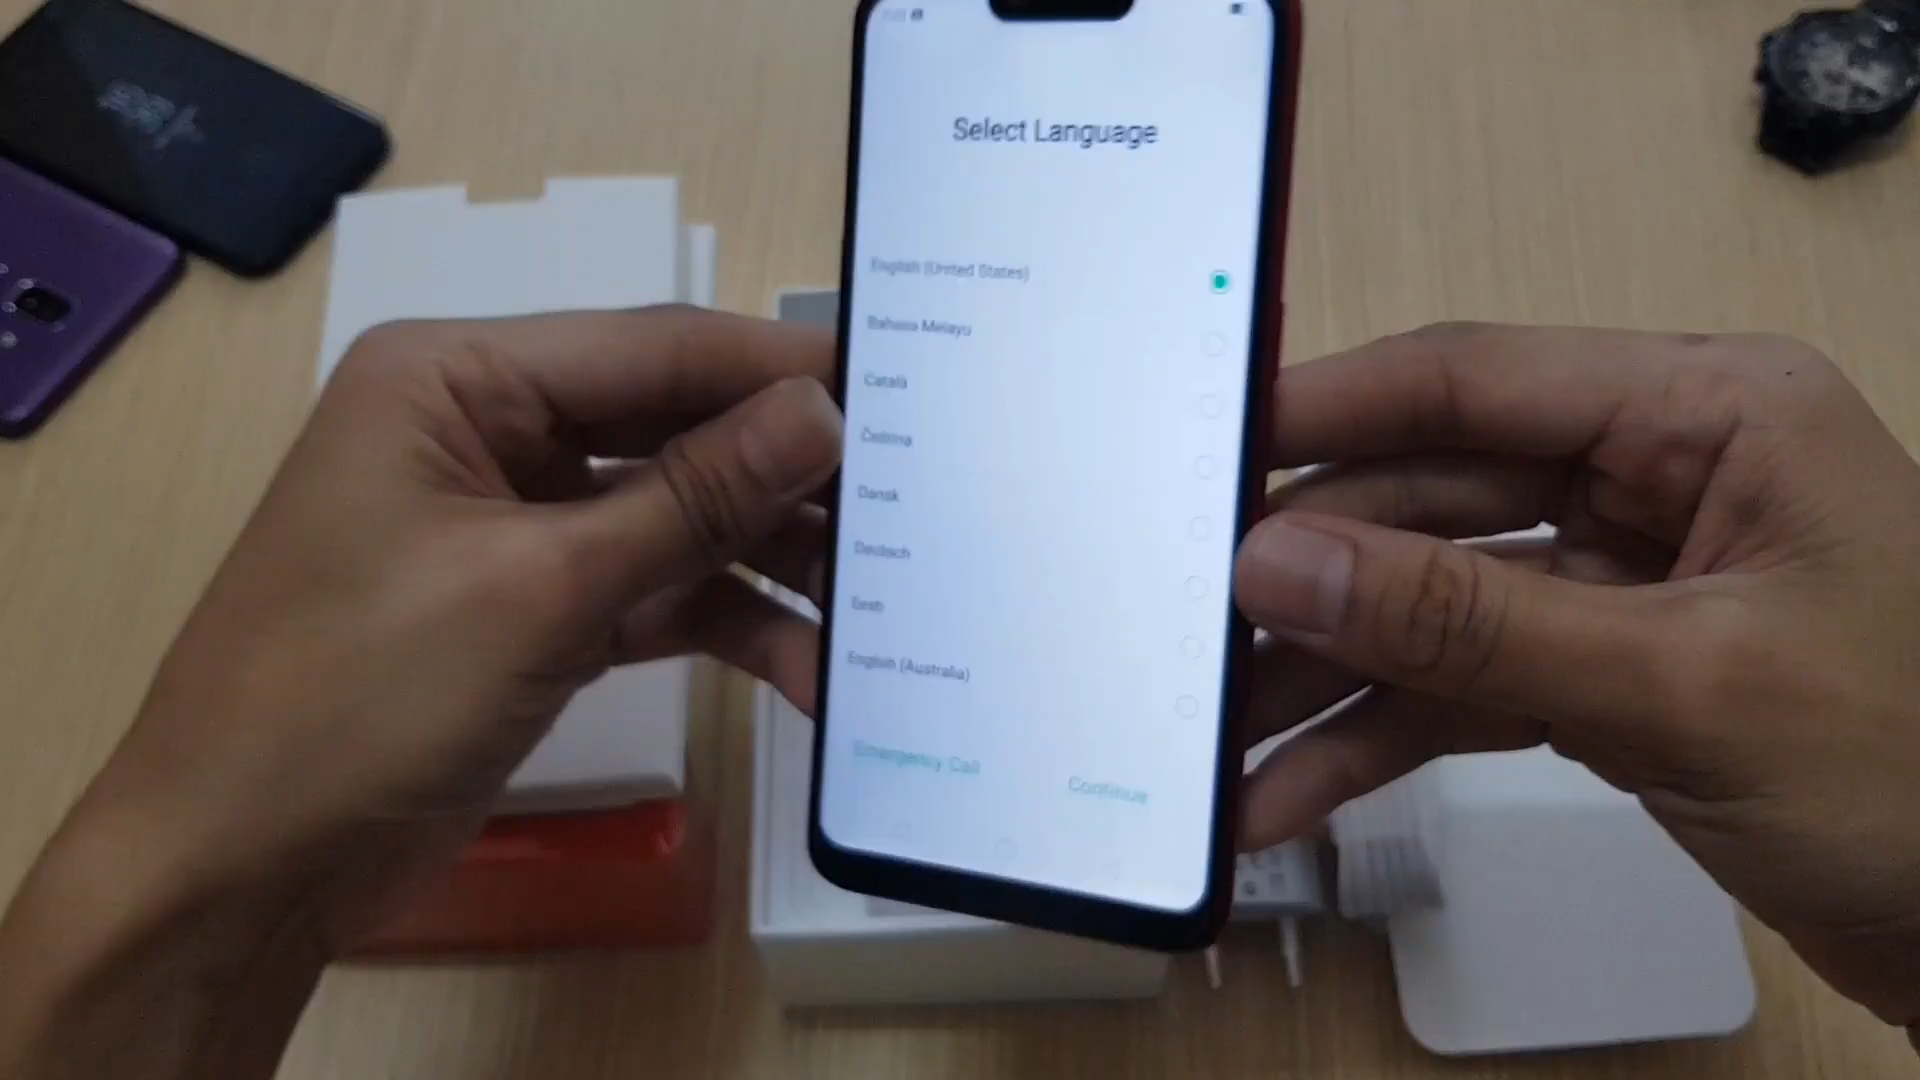 Select Language
English (United States)
Bahasa Melayu
Català
Čeština
Dansk
Deutsch
Eesti
English (Australia)
Emergency Call
Continue